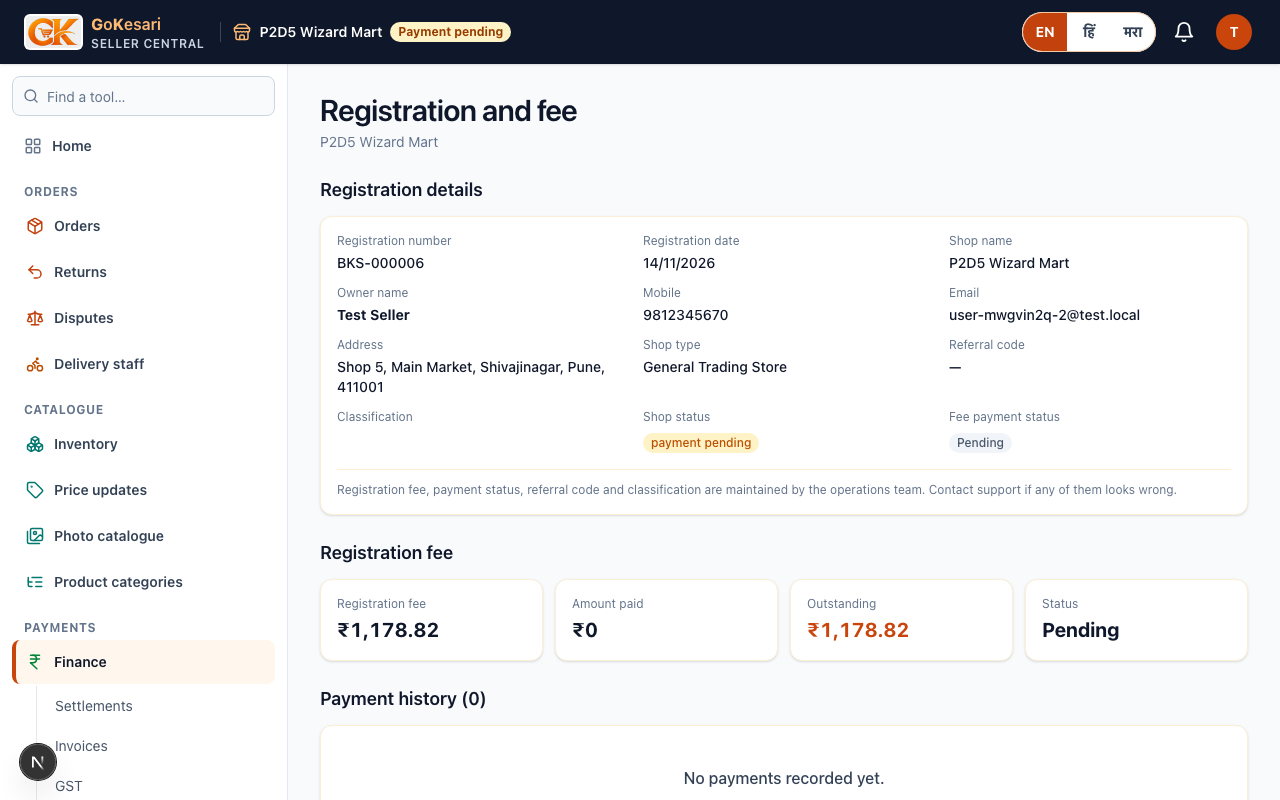 GK
GoKesari
SELLER CENTRAL
P2D5 Wizard Mart
Payment pending
EN
हिं
मरा
T
Find a tool...
Home
ORDERS
Orders
Returns
Disputes
Delivery staff
CATALOGUE
Inventory
Price updates
Photo catalogue
Product categories
PAYMENTS
Finance
Settlements
Invoices
GST
N
Registration and fee
P2D5 Wizard Mart
Registration details
Registration number
BKS-000006
Registration date
14/11/2026
Shop name
P2D5 Wizard Mart
Owner name
Test Seller
Mobile
9812345670
Email
user-mwgvin2q-2@test.local
Address
Shop 5, Main Market, Shivajinagar, Pune,
411001
Shop type
General Trading Store
Referral code
—
Classification
Shop status
payment pending
Fee payment status
Pending
Registration fee, payment status, referral code and classification are maintained by the operations team. Contact support if any of them looks wrong.
Registration fee
Registration fee
₹1,178.82
Amount paid
₹0
Outstanding
₹1,178.82
Status
Pending
Payment history (0)
No payments recorded yet.